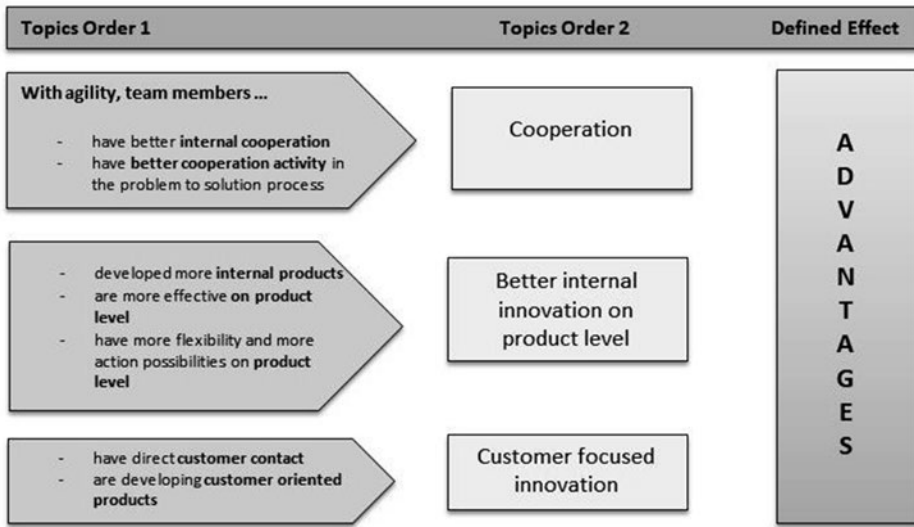 Topics Order 1 Topics Order 2 Defined Effect
With agility, team members ...
- have better internal cooperation
- have better cooperation activity in
the problem to solution process
Cooperation
- developed more internal products
- are more effective on product
level
- have more flexibility and more
action possibilities on product
level
Better internal
innovation on
product level
- have direct customer contact
- are developing customer oriented
products
Customer focused
innovation
A
D
V
A
N
T
A
G
E
S